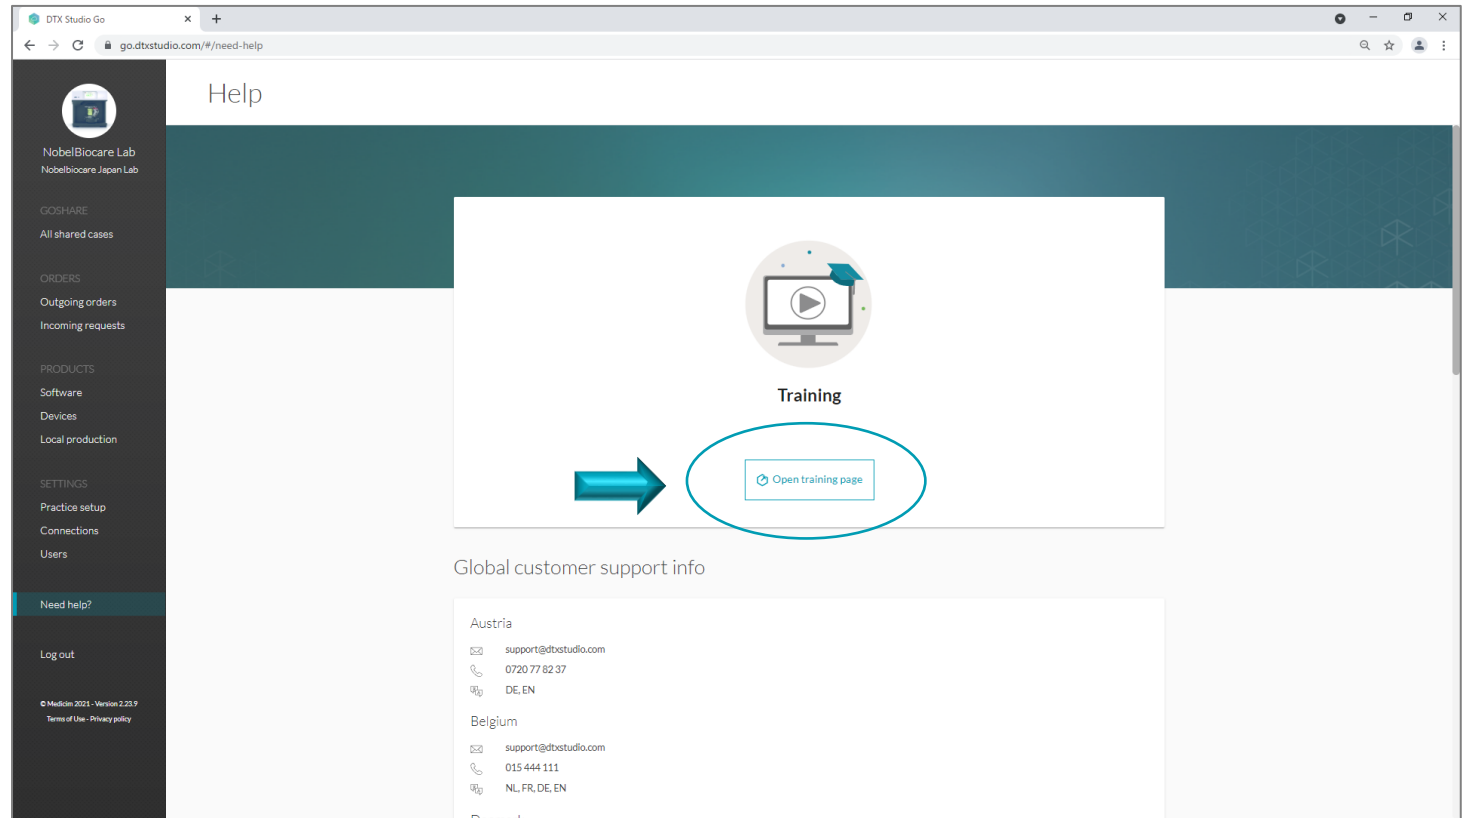 DTX Studio Go
go.dtxstudio.com/#/need-help
NobelBiocare Lab
Nobelbiocare Japan Lab
GOSHARE
All shared cases
ORDERS
Outgoing orders
Incoming requests
PRODUCTS
Software
Devices
Local production
SETTINGS
Practice setup
Connections
Users
Need help?
Log out
© Medicim 2021 - Version 2.23.9
Terms of Use - Privacy policy
Help
Training
Open training page
Global customer support info
Austria
support@dtxstudio.com
0720 77 82 37
DE, EN
Belgium
support@dtxstudio.com
015 444 111
NL, FR, DE, EN